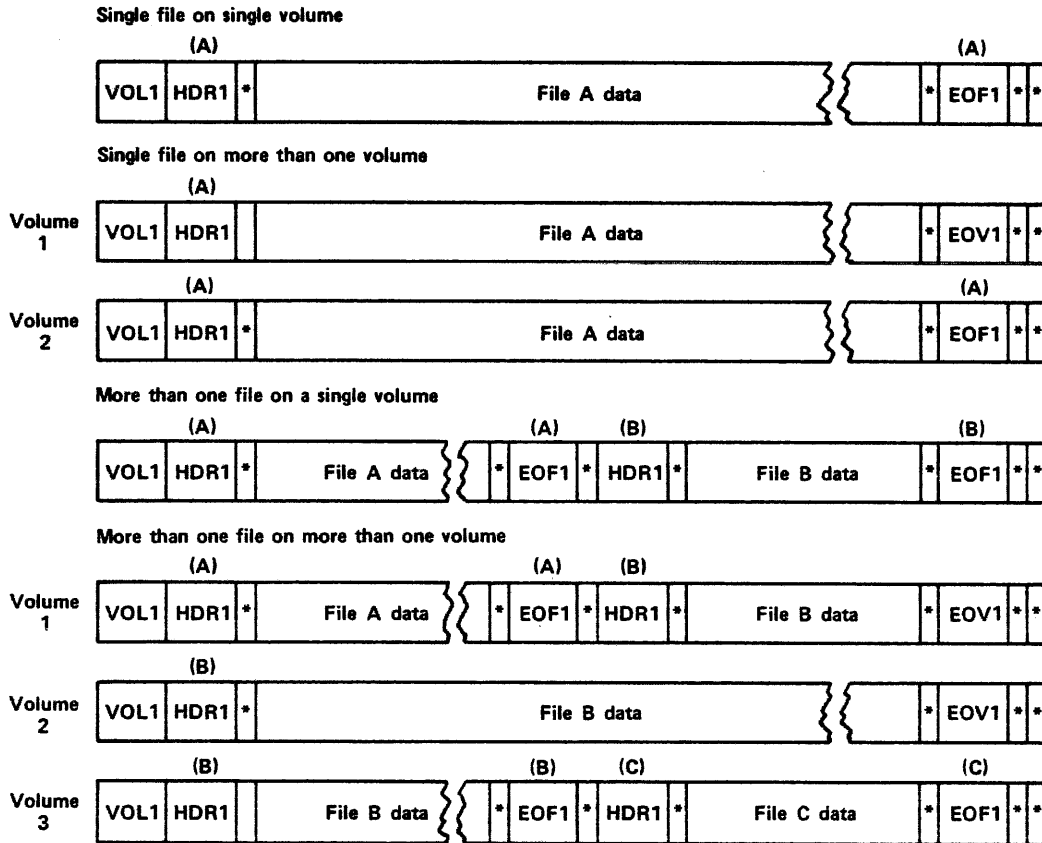 Single file on single volume
(A) (A)
VOL1 HDR1 * File A data * EOF1 * *
Single file on more than one volume
(A)
Volume 1 VOL1 HDR1 File A data * EOV1 * *
(A) (A)
Volume 2 VOL1 HDR1 * File A data * EOF1 * *
More than one file on a single volume
(A) (A) (B) (B)
VOL1 HDR1 * File A data * EOF1 * HDR1 * File B data * EOF1 * *
More than one file on more than one volume
(A) (A) (B)
Volume 1 VOL1 HDR1 * File A data * EOF1 * HDR1 * File B data * EOV1 * *
(B)
Volume 2 VOL1 HDR1 * File B data * EOV1 * *
(B) (B) (C) (C)
Volume 3 VOL1 HDR1 File B data * EOF1 * HDR1 * File C data * EOF1 * *